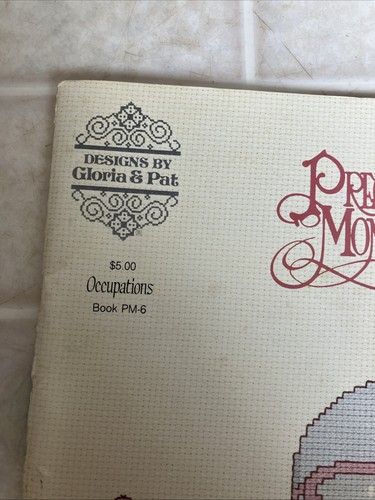 DESIGNS BY
Gloria & Pat
$5.00
Occupations
Book PM-6